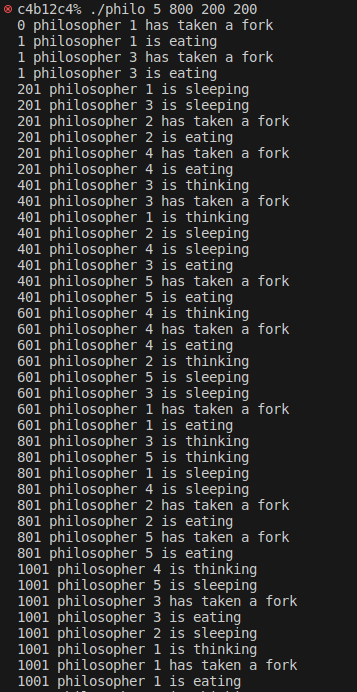 c4b12c4% ./philo 5 800 200 200
0 philosopher 1 has taken a fork
1 philosopher 1 is eating
1 philosopher 3 has taken a fork
1 philosopher 3 is eating
201 philosopher 1 is sleeping
201 philosopher 3 is sleeping
201 philosopher 2 has taken a fork
201 philosopher 2 is eating
201 philosopher 4 has taken a fork
201 philosopher 4 is eating
401 philosopher 3 is thinking
401 philosopher 3 has taken a fork
401 philosopher 1 is thinking
401 philosopher 2 is sleeping
401 philosopher 4 is sleeping
401 philosopher 3 is eating
401 philosopher 5 has taken a fork
401 philosopher 5 is eating
601 philosopher 4 is thinking
601 philosopher 4 has taken a fork
601 philosopher 4 is eating
601 philosopher 2 is thinking
601 philosopher 5 is sleeping
601 philosopher 3 is sleeping
601 philosopher 1 has taken a fork
601 philosopher 1 is eating
801 philosopher 3 is thinking
801 philosopher 5 is thinking
801 philosopher 1 is sleeping
801 philosopher 4 is sleeping
801 philosopher 2 has taken a fork
801 philosopher 2 is eating
801 philosopher 5 has taken a fork
801 philosopher 5 is eating
1001 philosopher 4 is thinking
1001 philosopher 5 is sleeping
1001 philosopher 3 has taken a fork
1001 philosopher 3 is eating
1001 philosopher 2 is sleeping
1001 philosopher 1 is thinking
1001 philosopher 1 has taken a fork
1001 philosopher 1 is eating